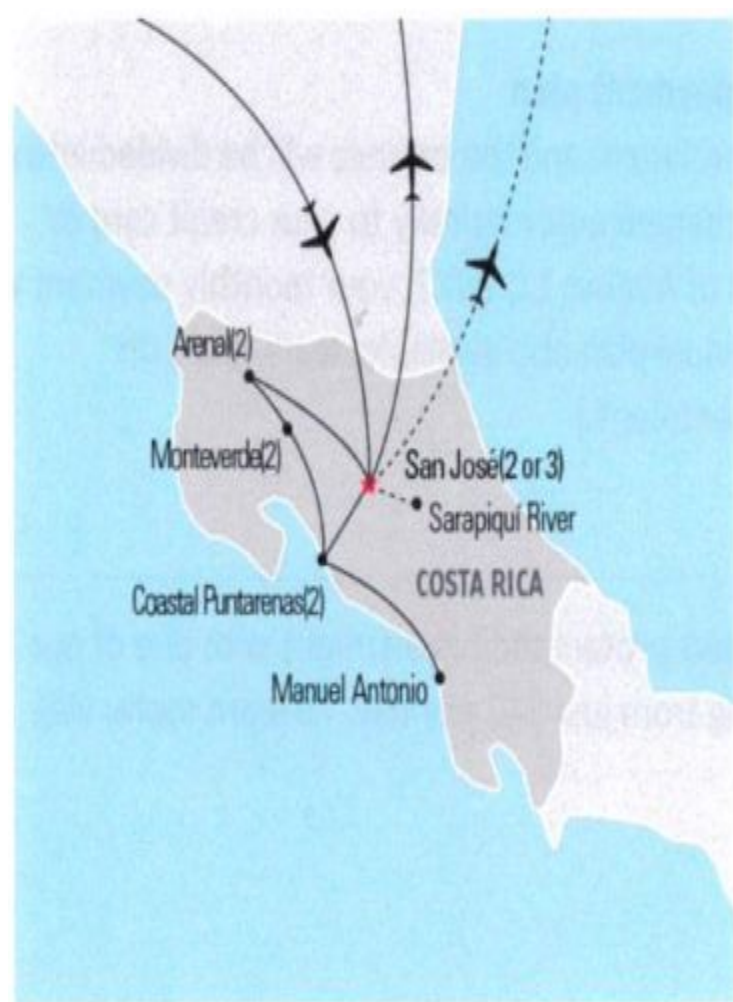 Arenal(2)
Monteverde(2)
San José(2 or 3)
Sarapiquí River
COSTA RICA
Coastal Puntarenas(2)
Manuel Antonio